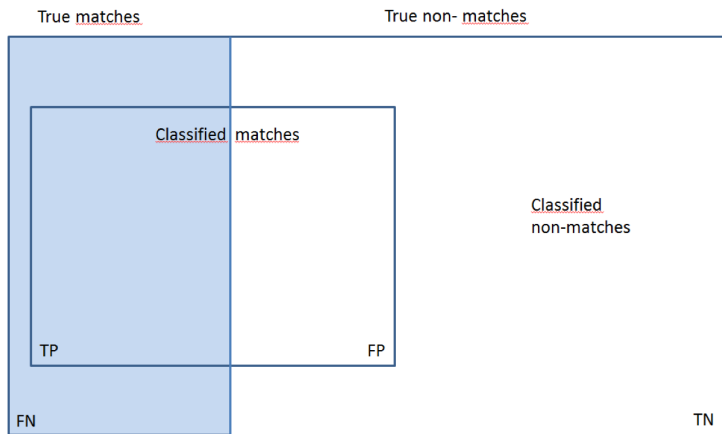 True matches
True non- matches
Classified matches
Classified
non-matches
TP
FP
FN
TN